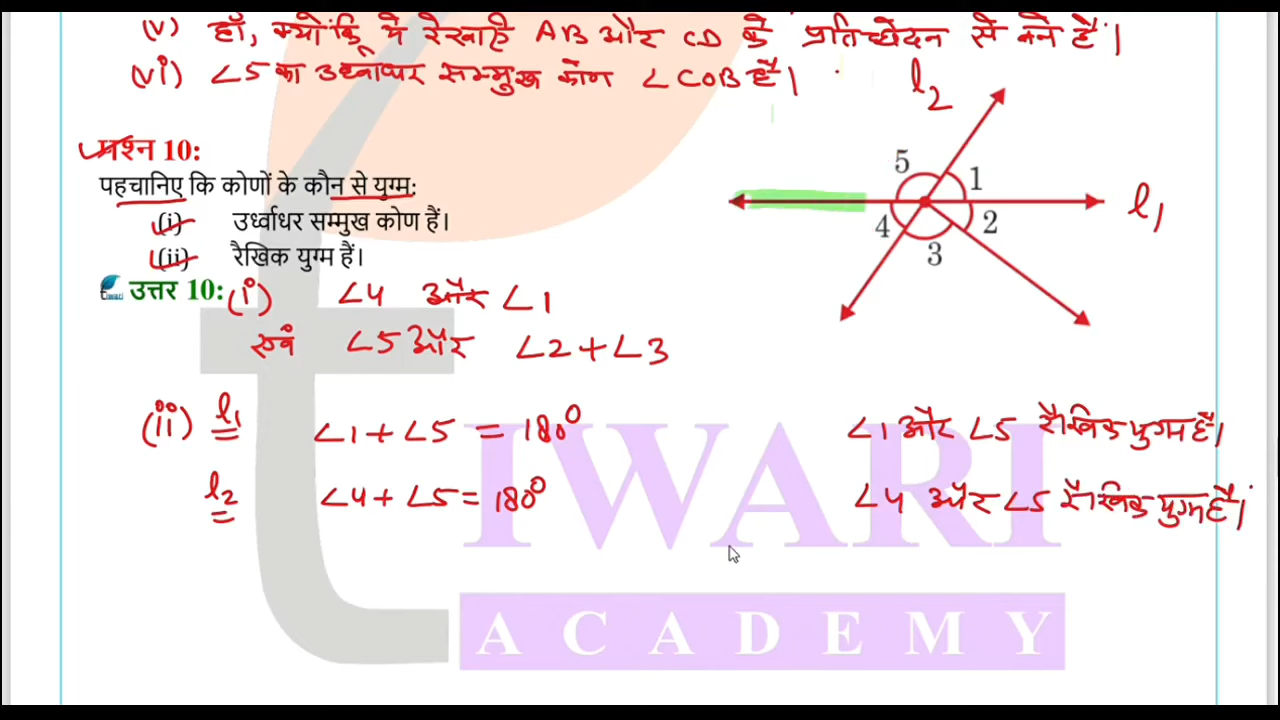 (v) हाँ, क्योंकि ये रेखाएँ AB और CD के प्रतिच्छेदन से बने हैं।
(vi) ∠5 का उर्ध्वाधर सम्मुख कोण ∠COB है।
प्रश्न 10:
पहचानिए कि कोणों के कौन से युग्म:
(i) उर्ध्वाधर सम्मुख कोण हैं।
(ii) रैखिक युग्म हैं।
l2
5
1
l1
4
2
3
उत्तर 10: (i) ∠4 और ∠1
एवं ∠5 और ∠2+∠3
(ii) l1 ∠1+∠5 = 180° ∠1 और ∠5 रैखिक युग्म हैं।
l2 ∠4+∠5=180° ∠4 और ∠5 रैखिक युग्म हैं।
IWARI
ACADEMY